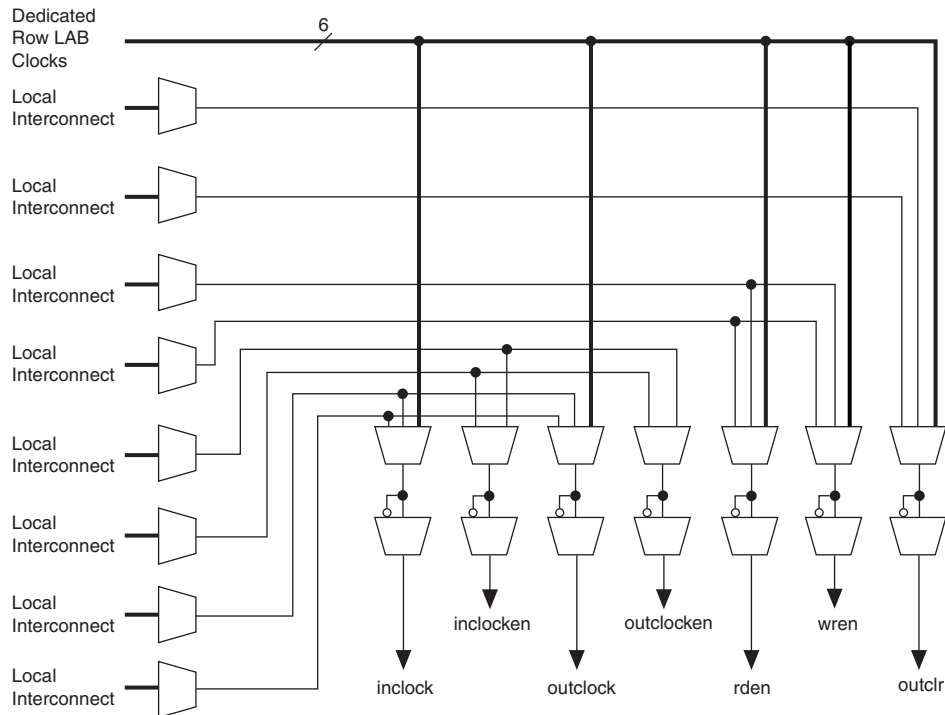 Dedicated
Row LAB
Clocks
6
Local
Interconnect
Local
Interconnect
Local
Interconnect
Local
Interconnect
Local
Interconnect
Local
Interconnect
Local
Interconnect
Local
Interconnect
inclocken
outclocken
wren
inclock
outclock
rden
outclr